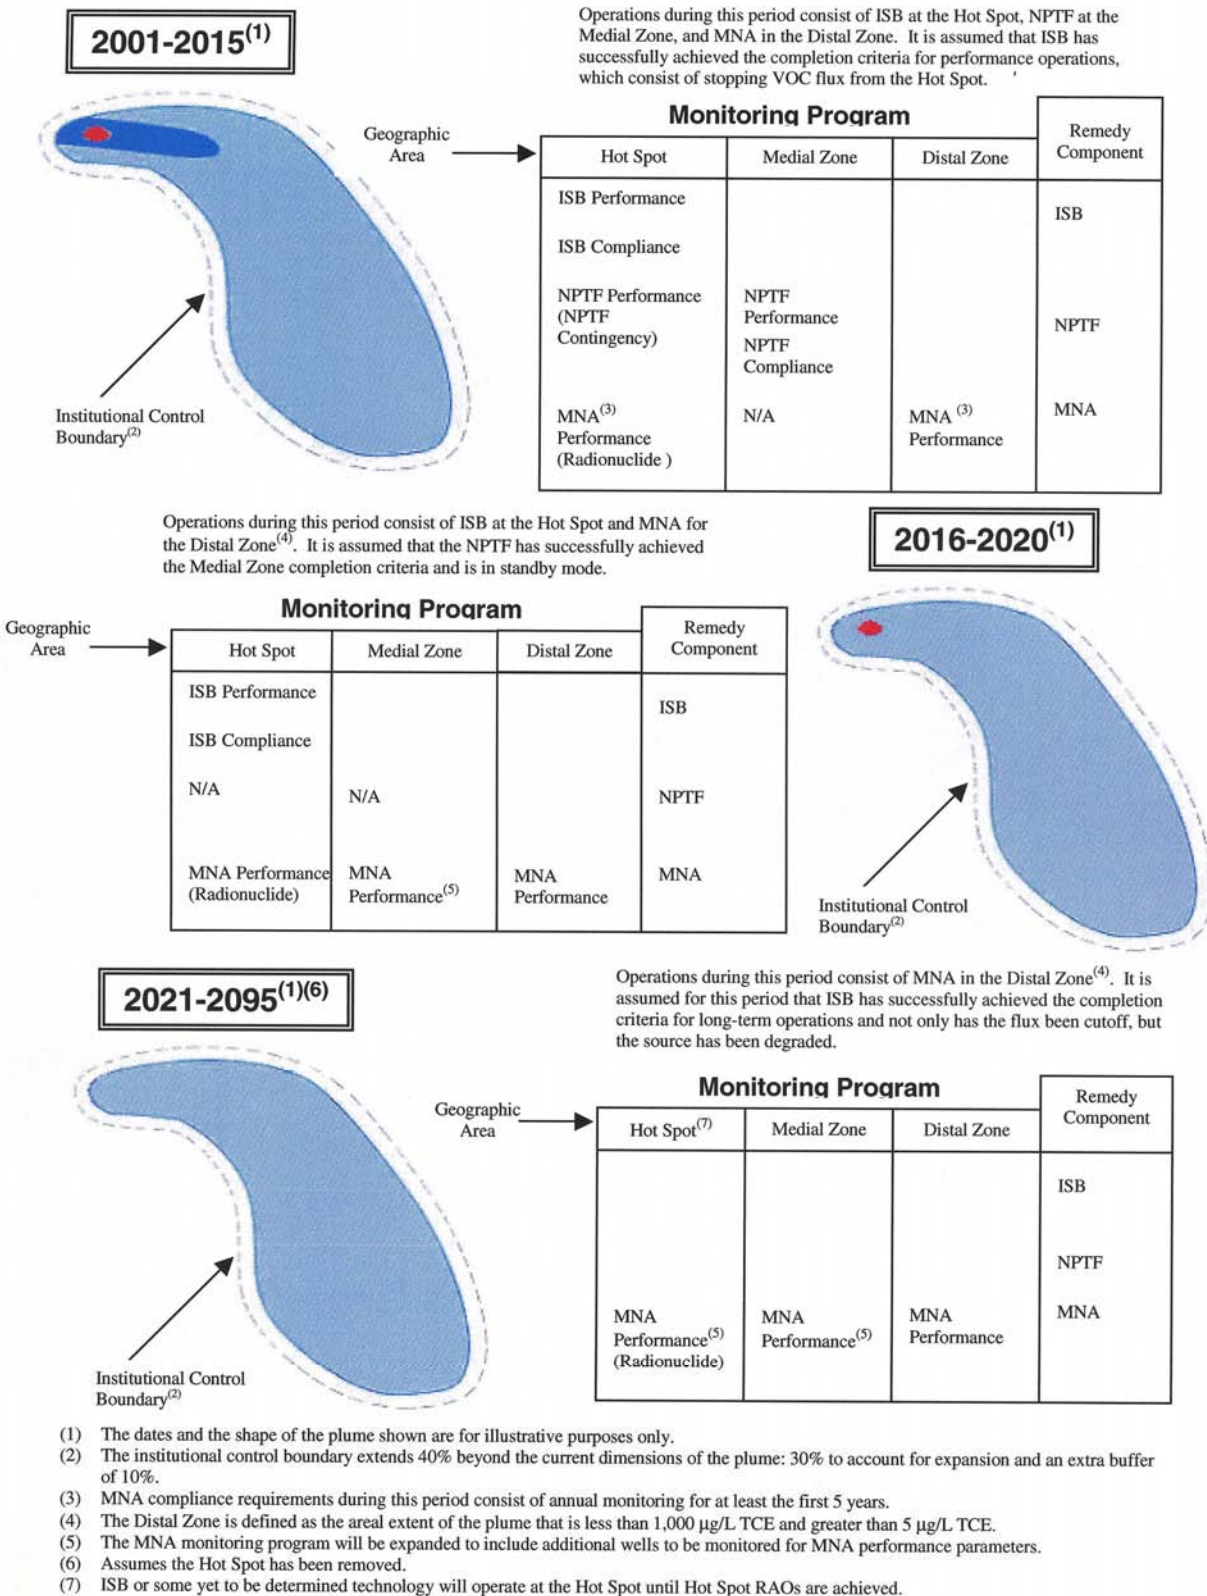 2001-2015(1)
Operations during this period consist of ISB at the Hot Spot, NPTF at the
Medial Zone, and MNA in the Distal Zone. It is assumed that ISB has
successfully achieved the completion criteria for performance operations,
which consist of stopping VOC flux from the Hot Spot.
Monitoring Program
Geographic
Area
Hot Spot
Medial Zone
Distal Zone
Remedy
Component
ISB Performance
ISB Compliance
ISB
NPTF Performance
(NPTF
Contingency)
NPTF
Performance
NPTF
Compliance
NPTF
MNA(3)
Performance
(Radionuclide )
N/A
MNA (3)
Performance
MNA
Institutional Control
Boundary(2)
Operations during this period consist of ISB at the Hot Spot and MNA for
the Distal Zone(4). It is assumed that the NPTF has successfully achieved
the Medial Zone completion criteria and is in standby mode.
2016-2020(1)
Monitoring Program
Geographic
Area
Hot Spot
Medial Zone
Distal Zone
Remedy
Component
ISB Performance
ISB Compliance
ISB
N/A
N/A
NPTF
MNA Performance
(Radionuclide)
MNA
Performance(5)
MNA
Performance
MNA
Institutional Control
Boundary(2)
2021-2095(1)(6)
Operations during this period consist of MNA in the Distal Zone(4). It is
assumed for this period that ISB has successfully achieved the completion
criteria for long-term operations and not only has the flux been cutoff, but
the source has been degraded.
Monitoring Program
Geographic
Area
Hot Spot(7)
Medial Zone
Distal Zone
Remedy
Component
ISB
NPTF
MNA
Performance(5)
(Radionuclide)
MNA
Performance(5)
MNA
Performance
MNA
Institutional Control
Boundary(2)
(1) The dates and the shape of the plume shown are for illustrative purposes only.
(2) The institutional control boundary extends 40% beyond the current dimensions of the plume: 30% to account for expansion and an extra buffer
of 10%.
(3) MNA compliance requirements during this period consist of annual monitoring for at least the first 5 years.
(4) The Distal Zone is defined as the areal extent of the plume that is less than 1,000 µg/L TCE and greater than 5 µg/L TCE.
(5) The MNA monitoring program will be expanded to include additional wells to be monitored for MNA performance parameters.
(6) Assumes the Hot Spot has been removed.
(7) ISB or some yet to be determined technology will operate at the Hot Spot until Hot Spot RAOs are achieved.